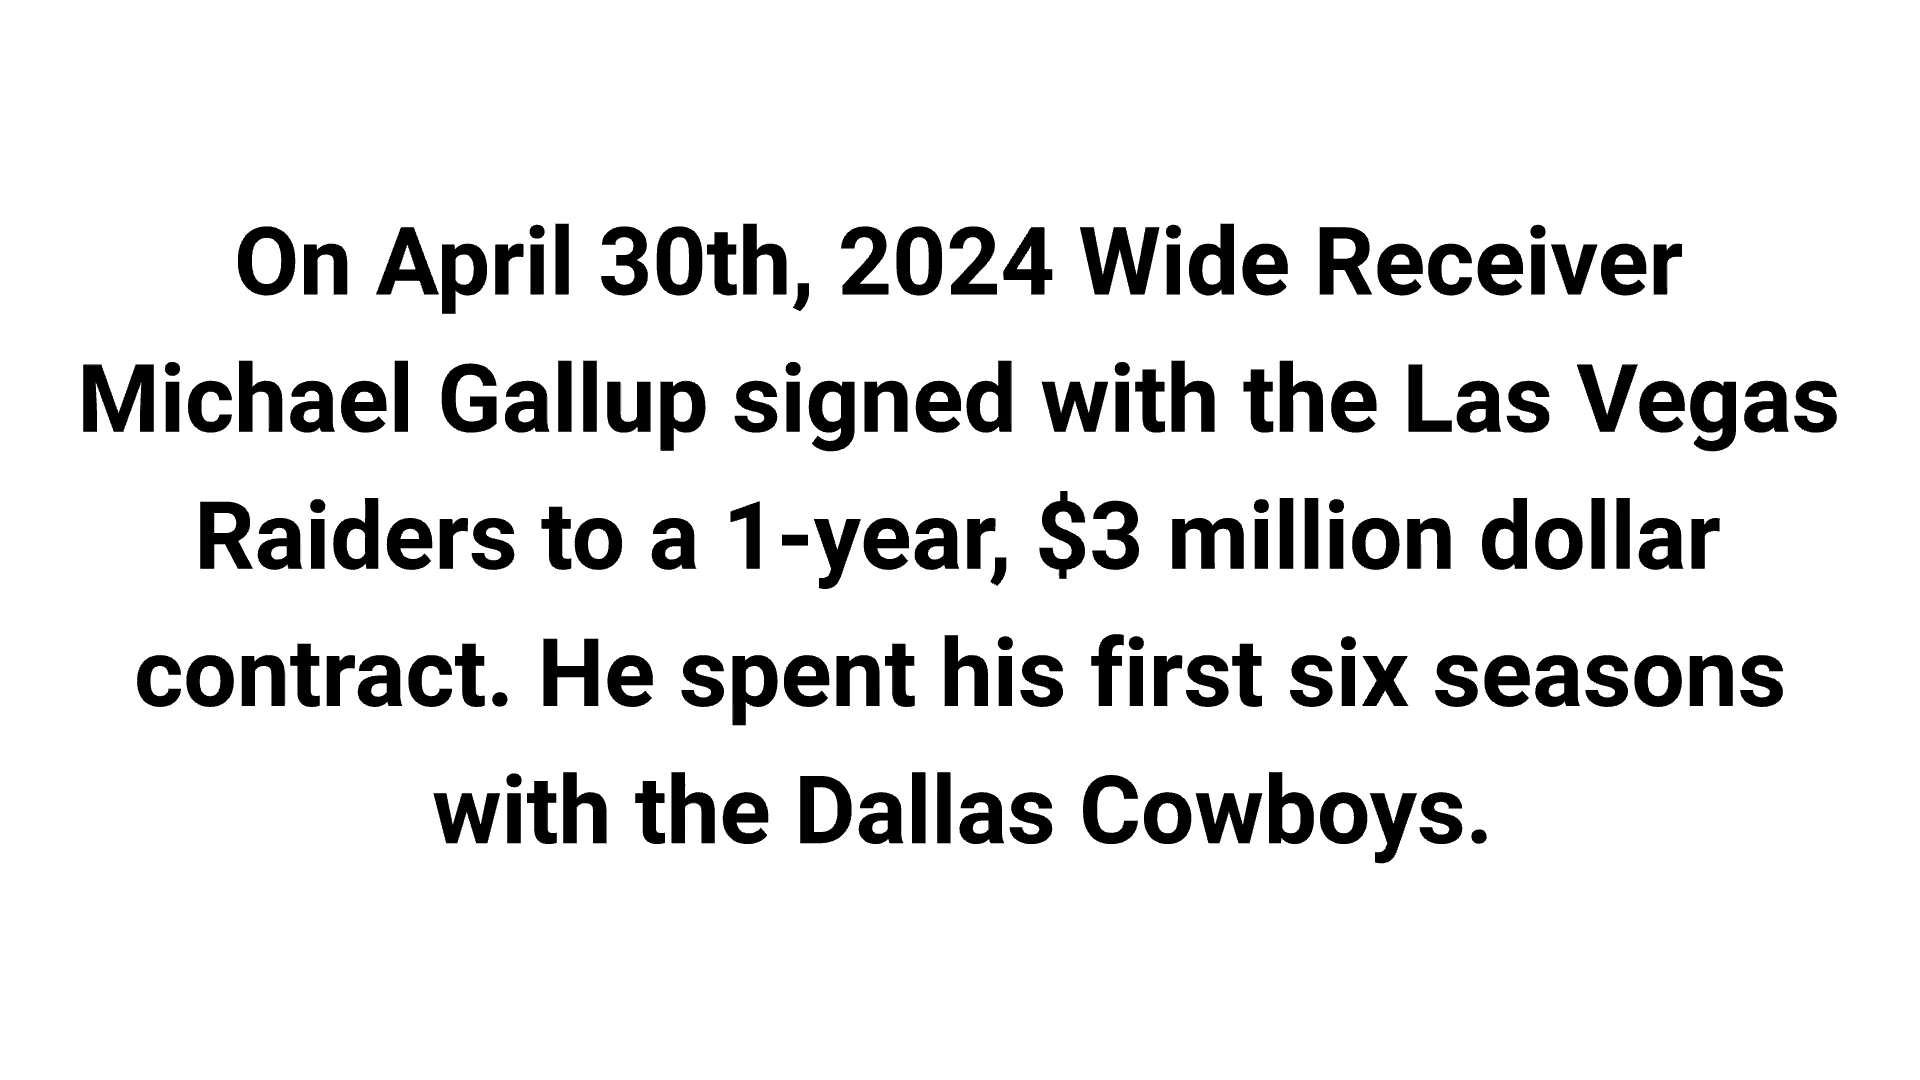 On April 30th, 2024 Wide Receiver
Michael Gallup signed with the Las Vegas
Raiders to a 1-year, $3 million dollar
contract. He spent his first six seasons
with the Dallas Cowboys.